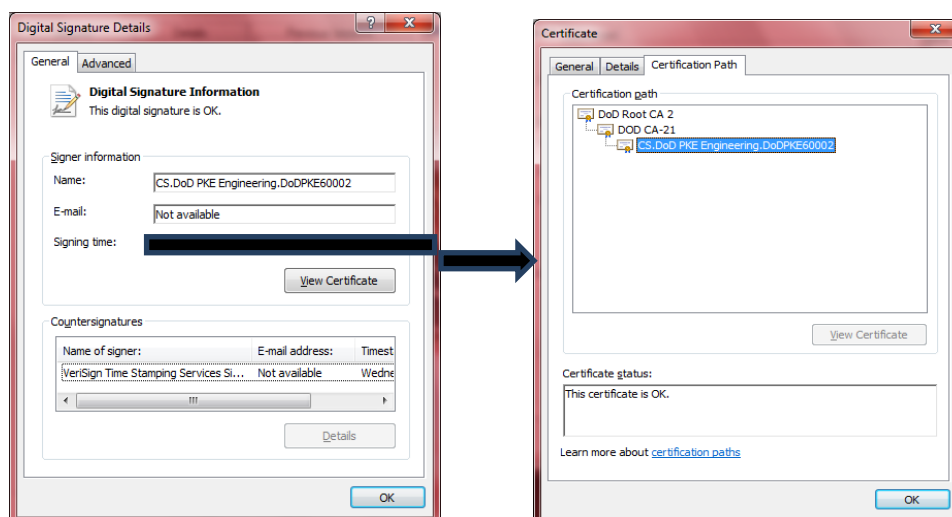 Digital Signature Details
General Advanced
Digital Signature Information
This digital signature is OK.
Signer information
Name: CS.DoD PKE Engineering.DoDPKE60002
E-mail: Not available
Signing time:
View Certificate
Countersignatures
Name of signer: E-mail address: Timest
VeriSign Time Stamping Services Si... Not available Wedne
Details
OK
Certificate
General Details Certification Path
Certification path
DoD Root CA 2
DOD CA-21
CS.DoD PKE Engineering.DoDPKE60002
View Certificate
Certificate status:
This certificate is OK.
Learn more about certification paths
OK